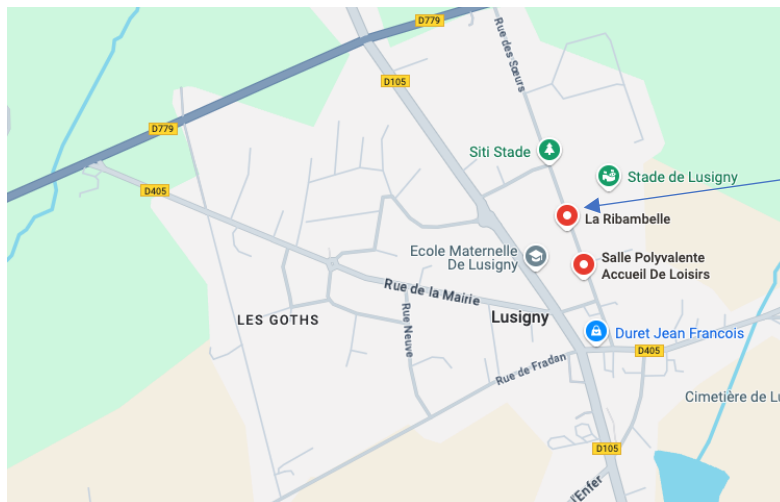 D779
Rue des Sœurs
D105
D779
Siti Stade
Stade de Lusigny
D405
La Ribambelle
Ecole Maternelle
De Lusigny
Salle Polyvalente
Accueil De Loisirs
Rue de la Mairie
LES GOTHS
Rue Neuve
Lusigny
Duret Jean Francois
D405
Rue de Fradan
Cimetière de Lu
D105
l'Enfer